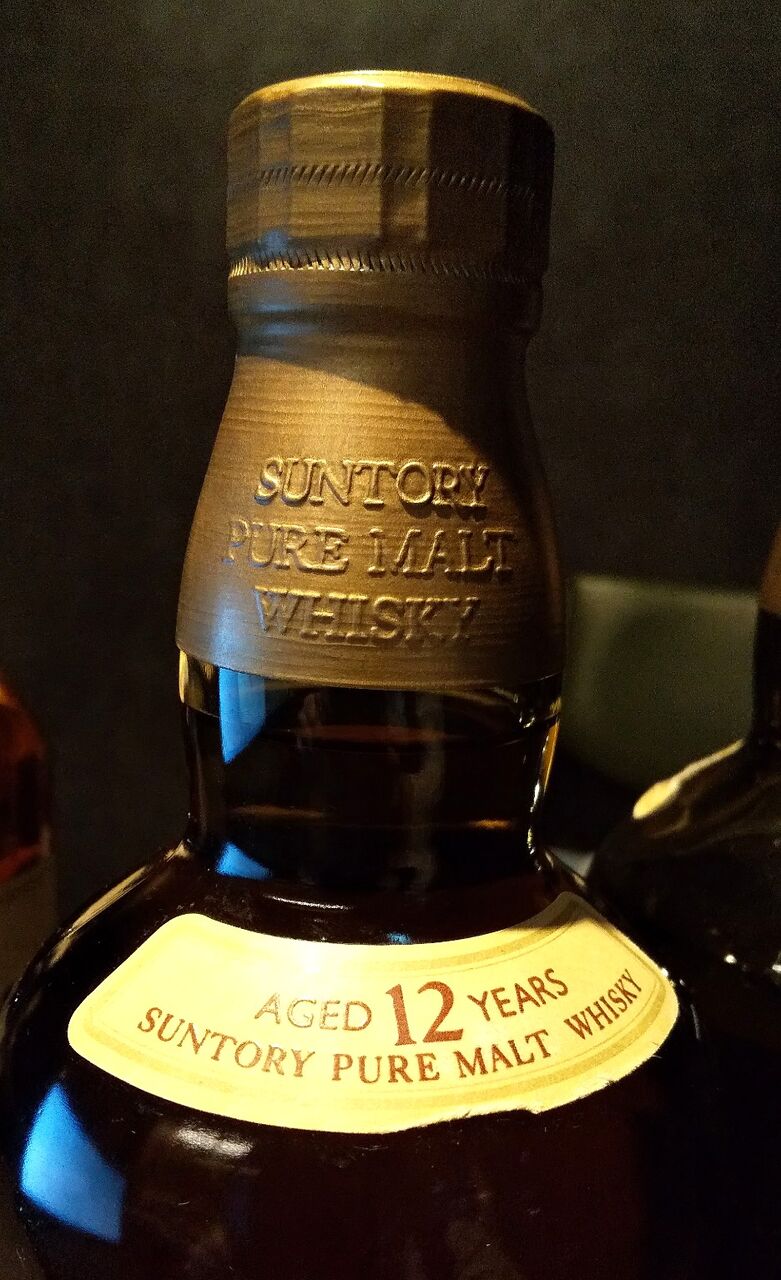 SUNTORY
PURE MALT
WHISKY
AGED 12 YEARS
SUNTORY PURE MALT WHISKY